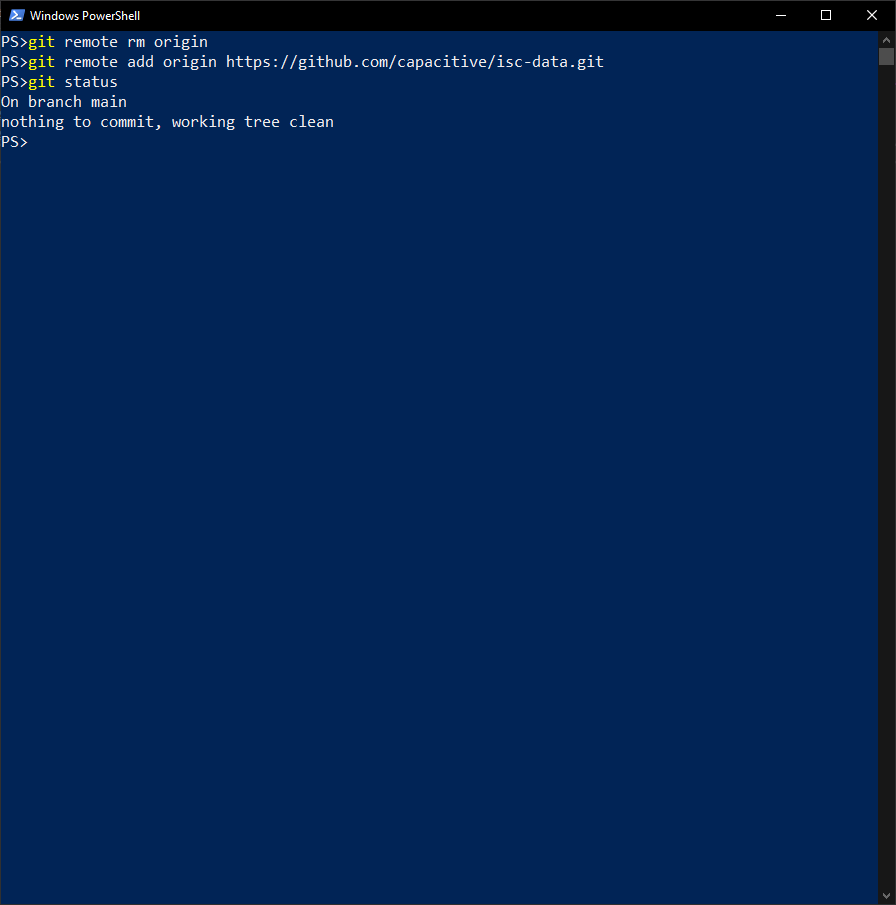 Windows PowerShell
PS>git remote rm origin
PS>git remote add origin https://github.com/capacitive/isc-data.git
PS>git status
On branch main
nothing to commit, working tree clean
PS>